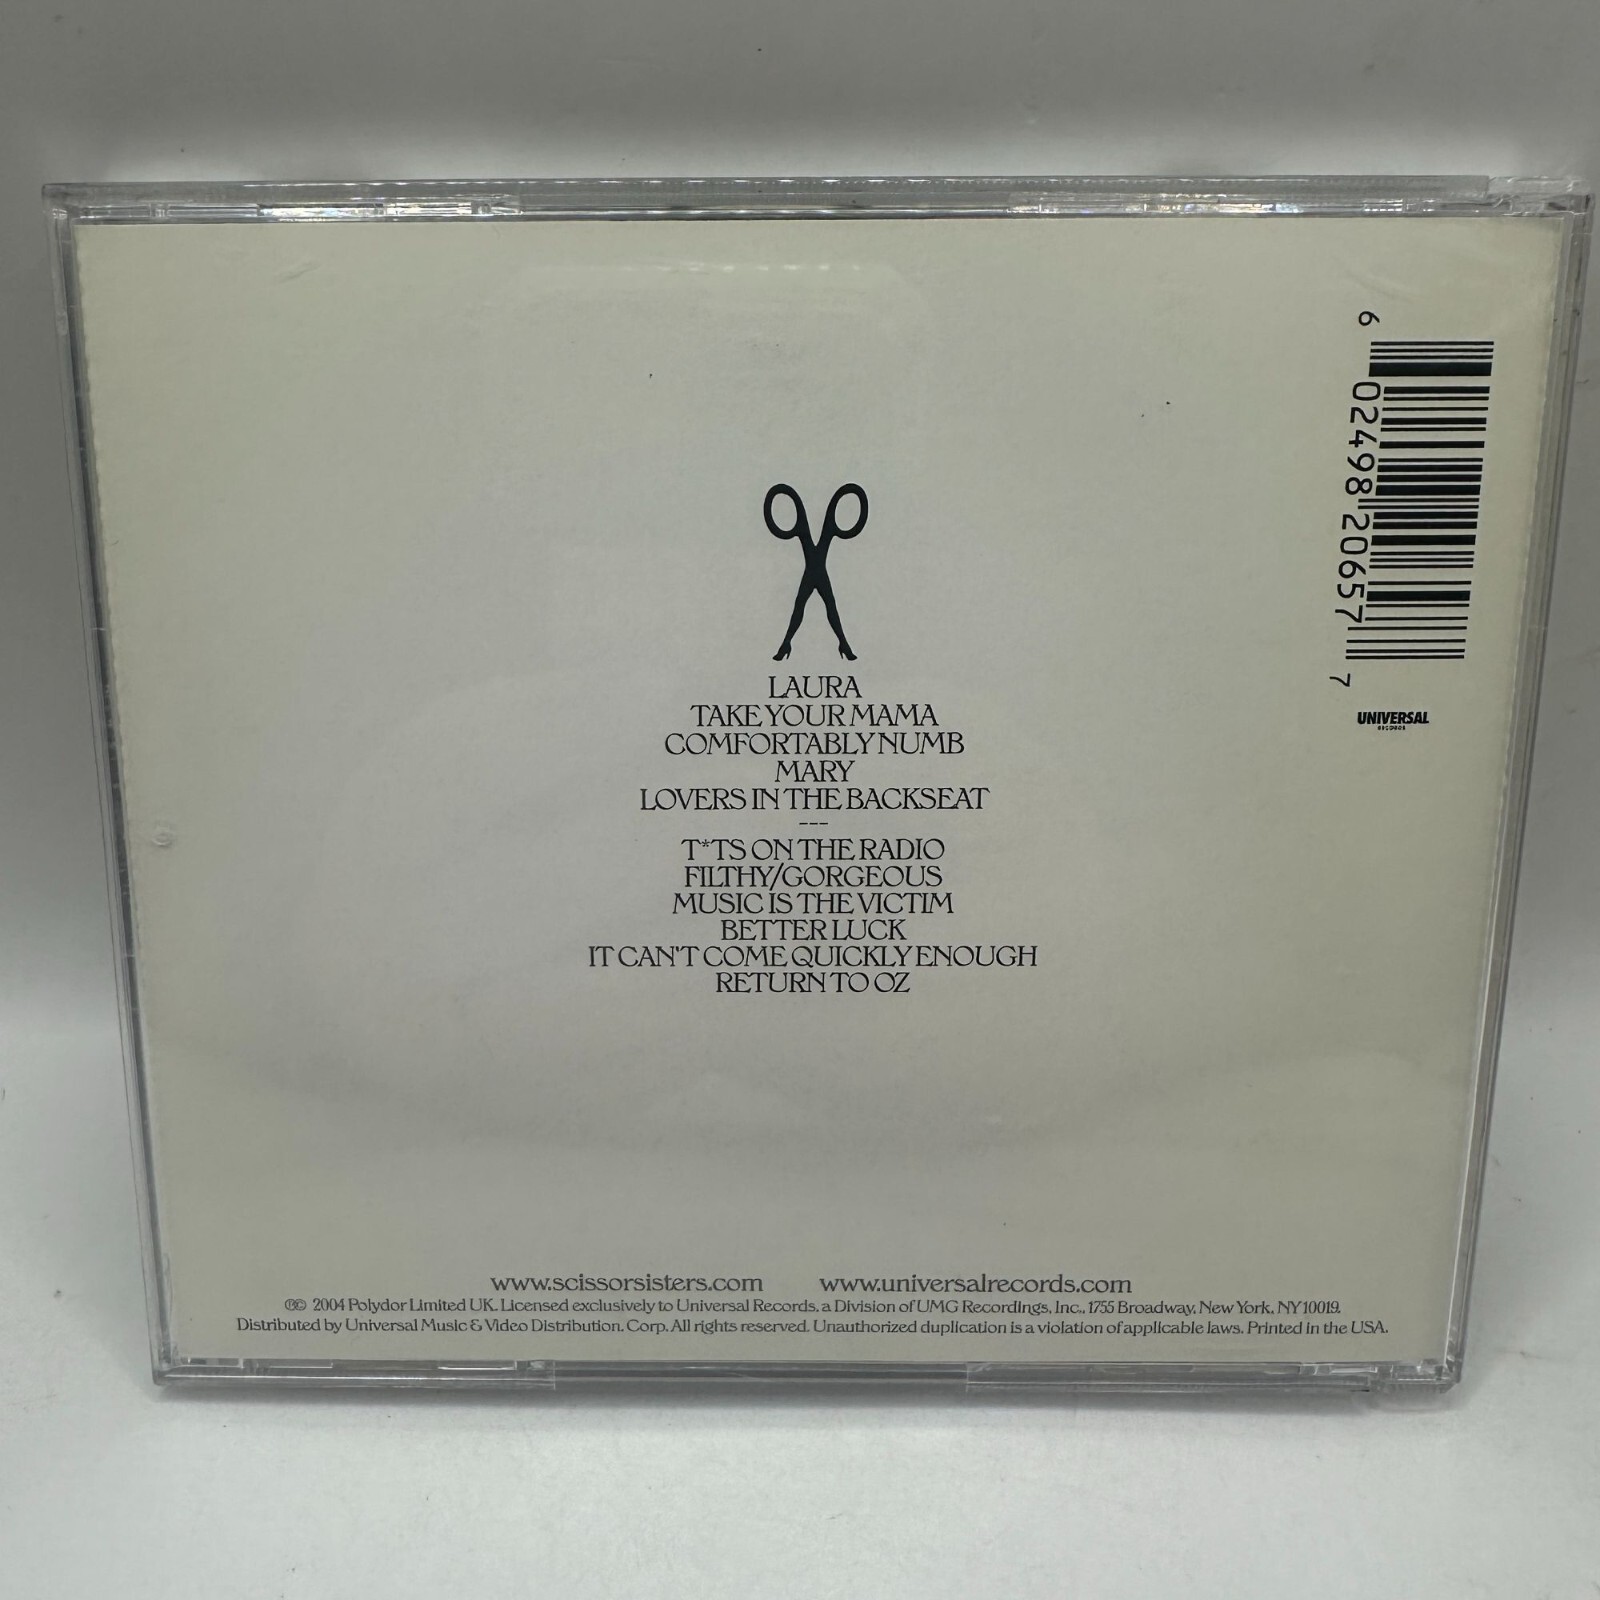 LAURA
TAKE YOUR MAMA
COMFORTABLY NUMB
MARY
LOVERS IN THE BACKSEAT
---
T*TS ON THE RADIO
FILTHY/GORGEOUS
MUSIC IS THE VICTIM
BETTER LUCK
IT CAN'T COME QUICKLY ENOUGH
RETURN TO OZ
6 02498 20657 7
UNIVERSAL
RECORDS
www.scissorsisters.com www.universalrecords.com
℗© 2004 Polydor Limited UK. Licensed exclusively to Universal Records, a Division of UMG Recordings, Inc., 1755 Broadway, New York, NY 10019.
Distributed by Universal Music & Video Distribution, Corp. All rights reserved. Unauthorized duplication is a violation of applicable laws. Printed in the USA.